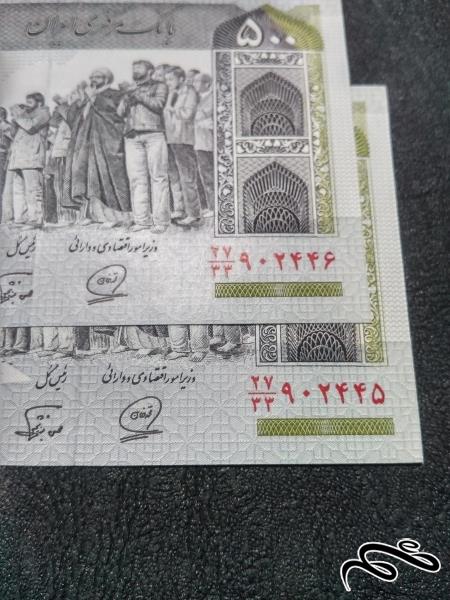 بانک مرکزی ایران ۵۰۰
وزیر امور اقتصادی و دارائی رئیس کل
۲۷/۳۳ ۹۰۲۴۴۶
وزیر امور اقتصادی و دارائی رئیس کل
۲۷/۳۳ ۹۰۲۴۴۵